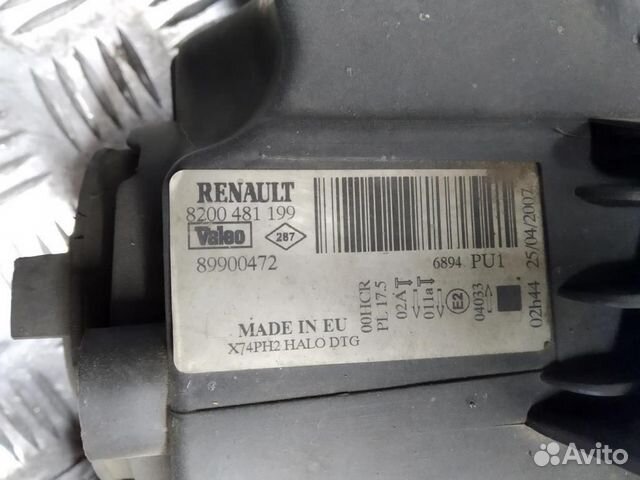 RENAULT
8200 481 199
Valeo
287
89900472
6894 PU1
MADE IN EU
X74PH2 HALO DTG
00HCR
PL 17.5
02A
011a
E2
04033
02h44 25/04/2007
Avito